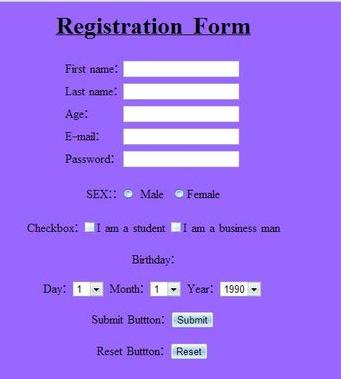 Registration Form
First name:
Last name:
Age:
E-mail:
Password:
SEX:: Male Female
Checkbox: I am a student I am a business man
Birthday:
Day: 1 Month: 1 Year: 1990
Submit Buttton: Submit
Reset Buttton: Reset